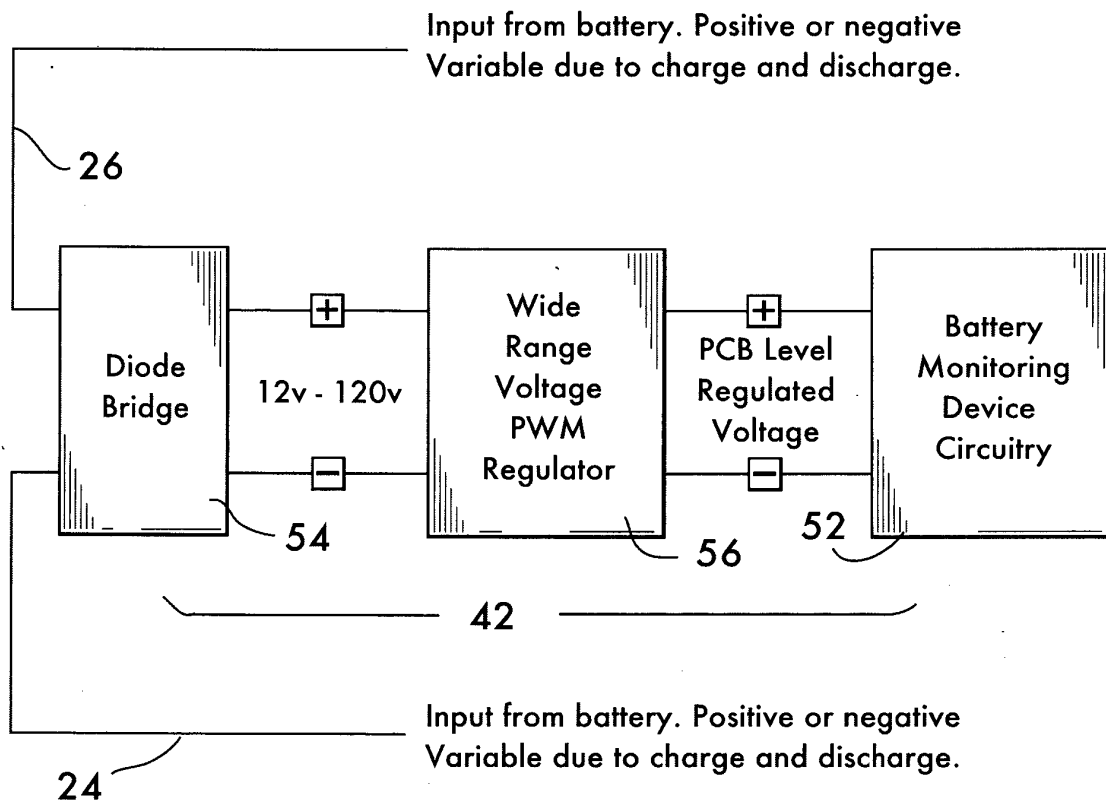 Input from battery. Positive or negative
Variable due to charge and discharge.
26
Diode
Bridge
+
12v - 120v
−
Wide
Range
Voltage
PWM
Regulator
+
PCB Level
Regulated
Voltage
−
Battery
Monitoring
Device
Circuitry
54
56
52
42
Input from battery. Positive or negative
Variable due to charge and discharge.
24